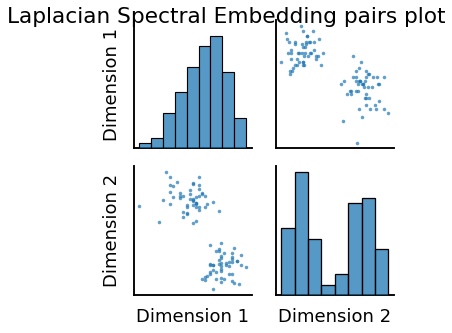 Laplacian Spectral Embedding pairs plot
Dimension 1
Dimension 2
Dimension 1
Dimension 2